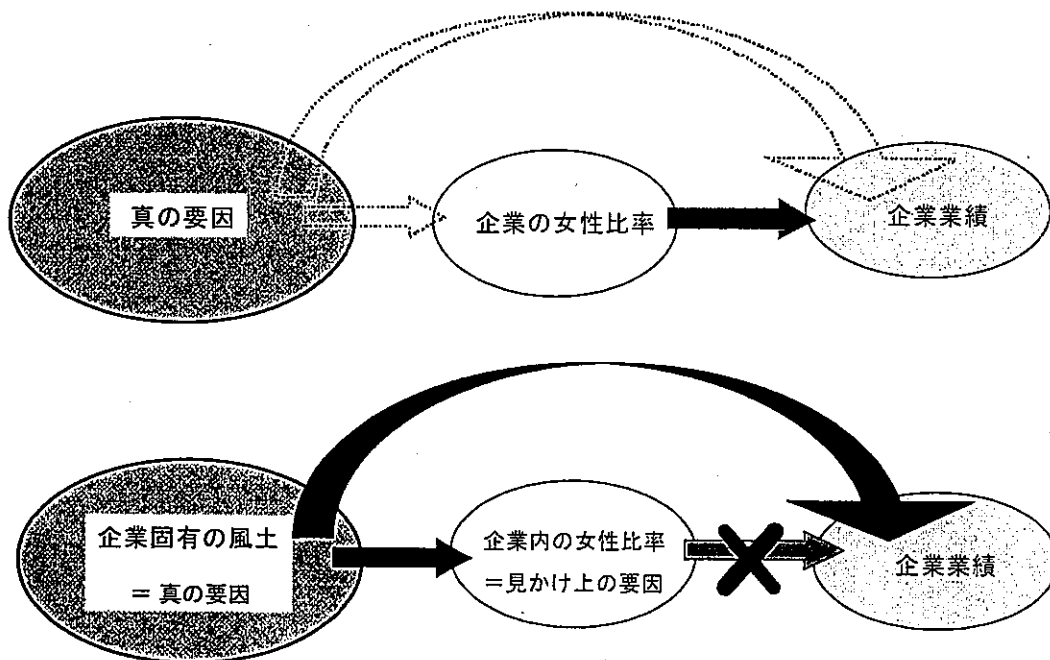 真の要因
企業の女性比率
企業業績
企業固有の風土
＝真の要因
企業内の女性比率
＝見かけ上の要因
企業業績